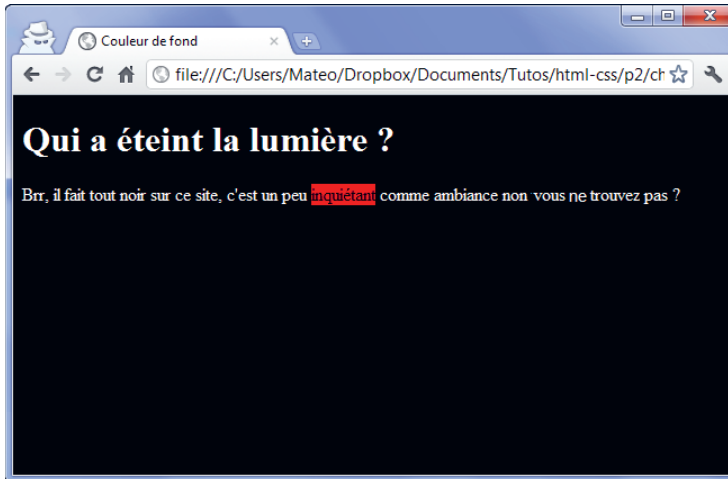 Couleur de fond
file:///C:/Users/Mateo/Dropbox/Documents/Tutos/html-css/p2/ch
Qui a éteint la lumière ?
Brr, il fait tout noir sur ce site, c'est un peu inquiétant comme ambiance non vous ne trouvez pas ?